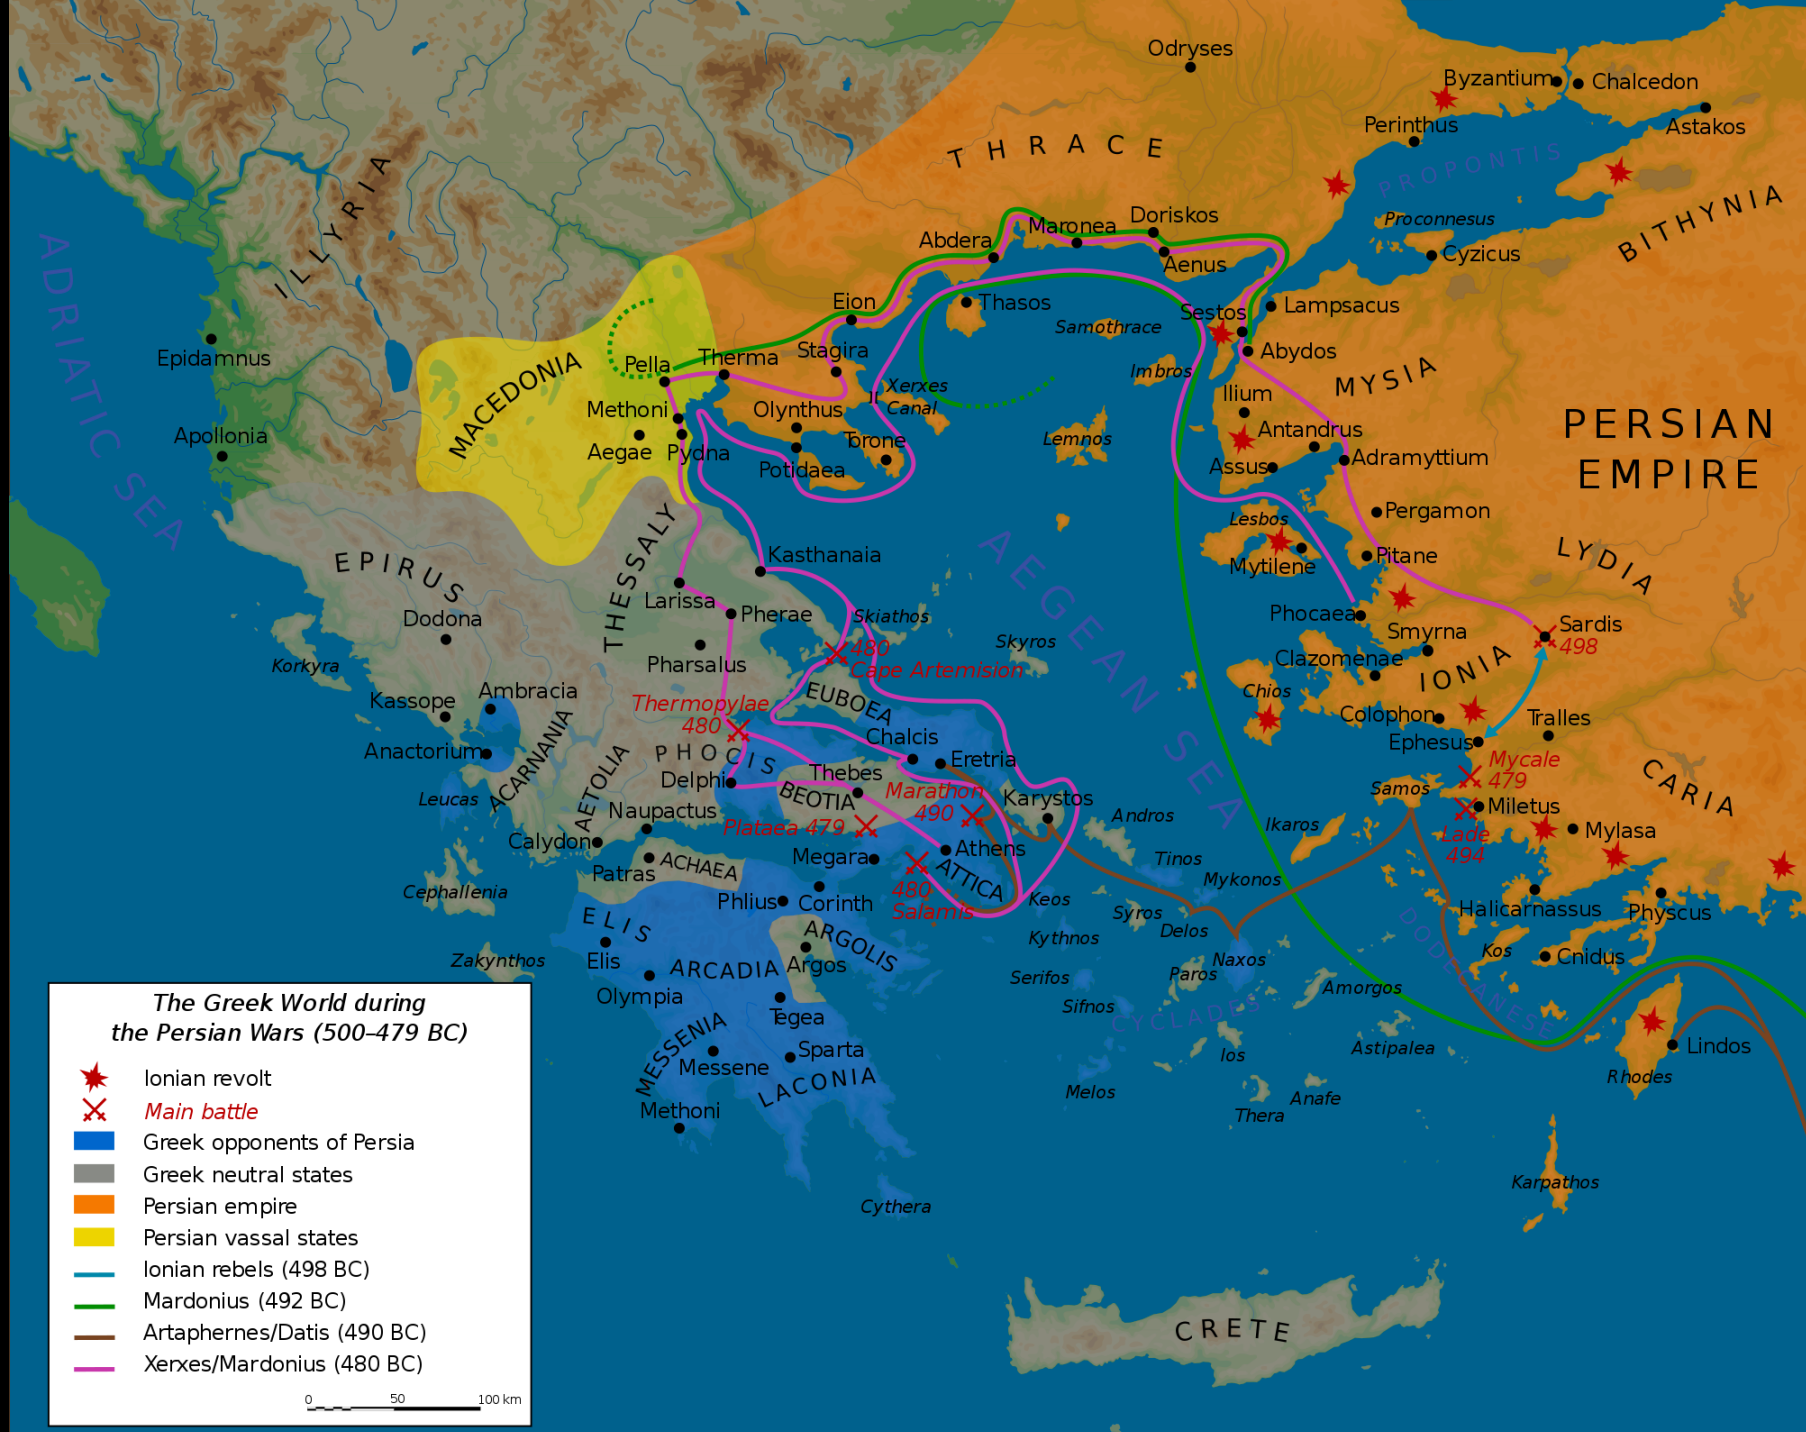 Odryses
Byzantium
Chalcedon
Perinthus
Astakos
THRACE
PROPONTIS
ILLYRIA
BITHYNIA
Proconnesus
Cyzicus
Doriskos
Maronea
Abdera
Aenus
ADRIATIC SEA
Eion
Thasos
Samothrace
Sestos
Lampsacus
Epidamnus
Pella
Therma
Stagira
Abydos
MACEDONIA
Imbros
MYSIA
Xerxes
Canal
Ilium
Methoni
Olynthus
PERSIAN
EMPIRE
Apollonia
Aegae
Pydna
Torone
Lemnos
Antandrus
Potidaea
Assus
Adramyttium
Pergamon
Lesbos
THESSALY
EPIRUS
Kasthanaia
AEGEAN SEA
Mytilene
Pitane
LYDIA
Dodona
Larissa
Pherae
Skiathos
Phocaea
Smyrna
Sardis
498
Korkyra
Pharsalus
480
Cape Artemision
Skyros
Clazomenae
IONIA
Kassope
Ambracia
Thermopylae
480
EUBOEA
Chios
Colophon
Tralles
Anactorium
ACARNANIA
AETOLIA
PHOCIS
Chalcis
Eretria
Ephesus
Mycale
479
CARIA
Delphi
Thebes
BEOTIA
Marathon
490
Karystos
Samos
Leucas
Naupactus
Plataea 479
Andros
Ikaros
Miletus
Lade
494
Mylasa
Calydon
Megara
Athens
ATTICA
Patras
ACHAEA
Tinos
Mykonos
Cephallenia
480
Salamis
Phlius
Corinth
Keos
Syros
Delos
Halicarnassus
Physcus
DODECANESE
ELIS
ARGOLIS
Kythnos
Zakynthos
Elis
ARCADIA
Argos
Serifos
Paros
Naxos
Kos
Cnidus
Olympia
Sifnos
Amorgos
CYCLADES
Tegea
MESSENIA
Messene
Sparta
LACONIA
Ios
Astipalea
Lindos
Rhodes
Melos
Anafe
Thera
Methoni
Cythera
Karpathos
CRETE
The Greek World during
the Persian Wars (500–479 BC)
Ionian revolt
Main battle
Greek opponents of Persia
Greek neutral states
Persian empire
Persian vassal states
Ionian rebels (498 BC)
Mardonius (492 BC)
Artaphernes/Datis (490 BC)
Xerxes/Mardonius (480 BC)
0 50 100 km